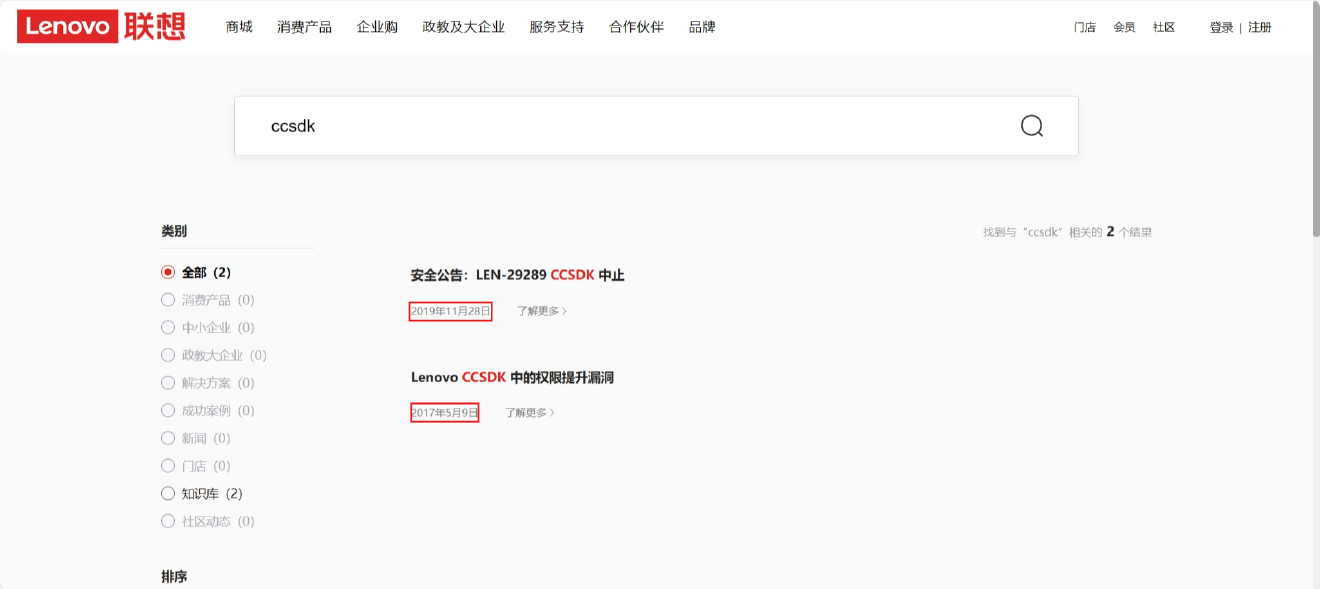 Lenovo 联想 商城 消费产品 企业购 政教及大企业 服务支持 合作伙伴 品牌 门店 会员 社区 登录 | 注册
ccsdk
类别
找到与“ccsdk”相关的 2 个结果
全部（2）
消费产品（0）
中小企业（0）
政教大企业（0）
解决方案（0）
成功案例（0）
新闻（0）
门店（0）
知识库（2）
社区动态（0）
排序
安全公告：LEN-29289 CCSDK 中止
2019年11月28日 了解更多 >
Lenovo CCSDK 中的权限提升漏洞
2017年5月9日 了解更多 >